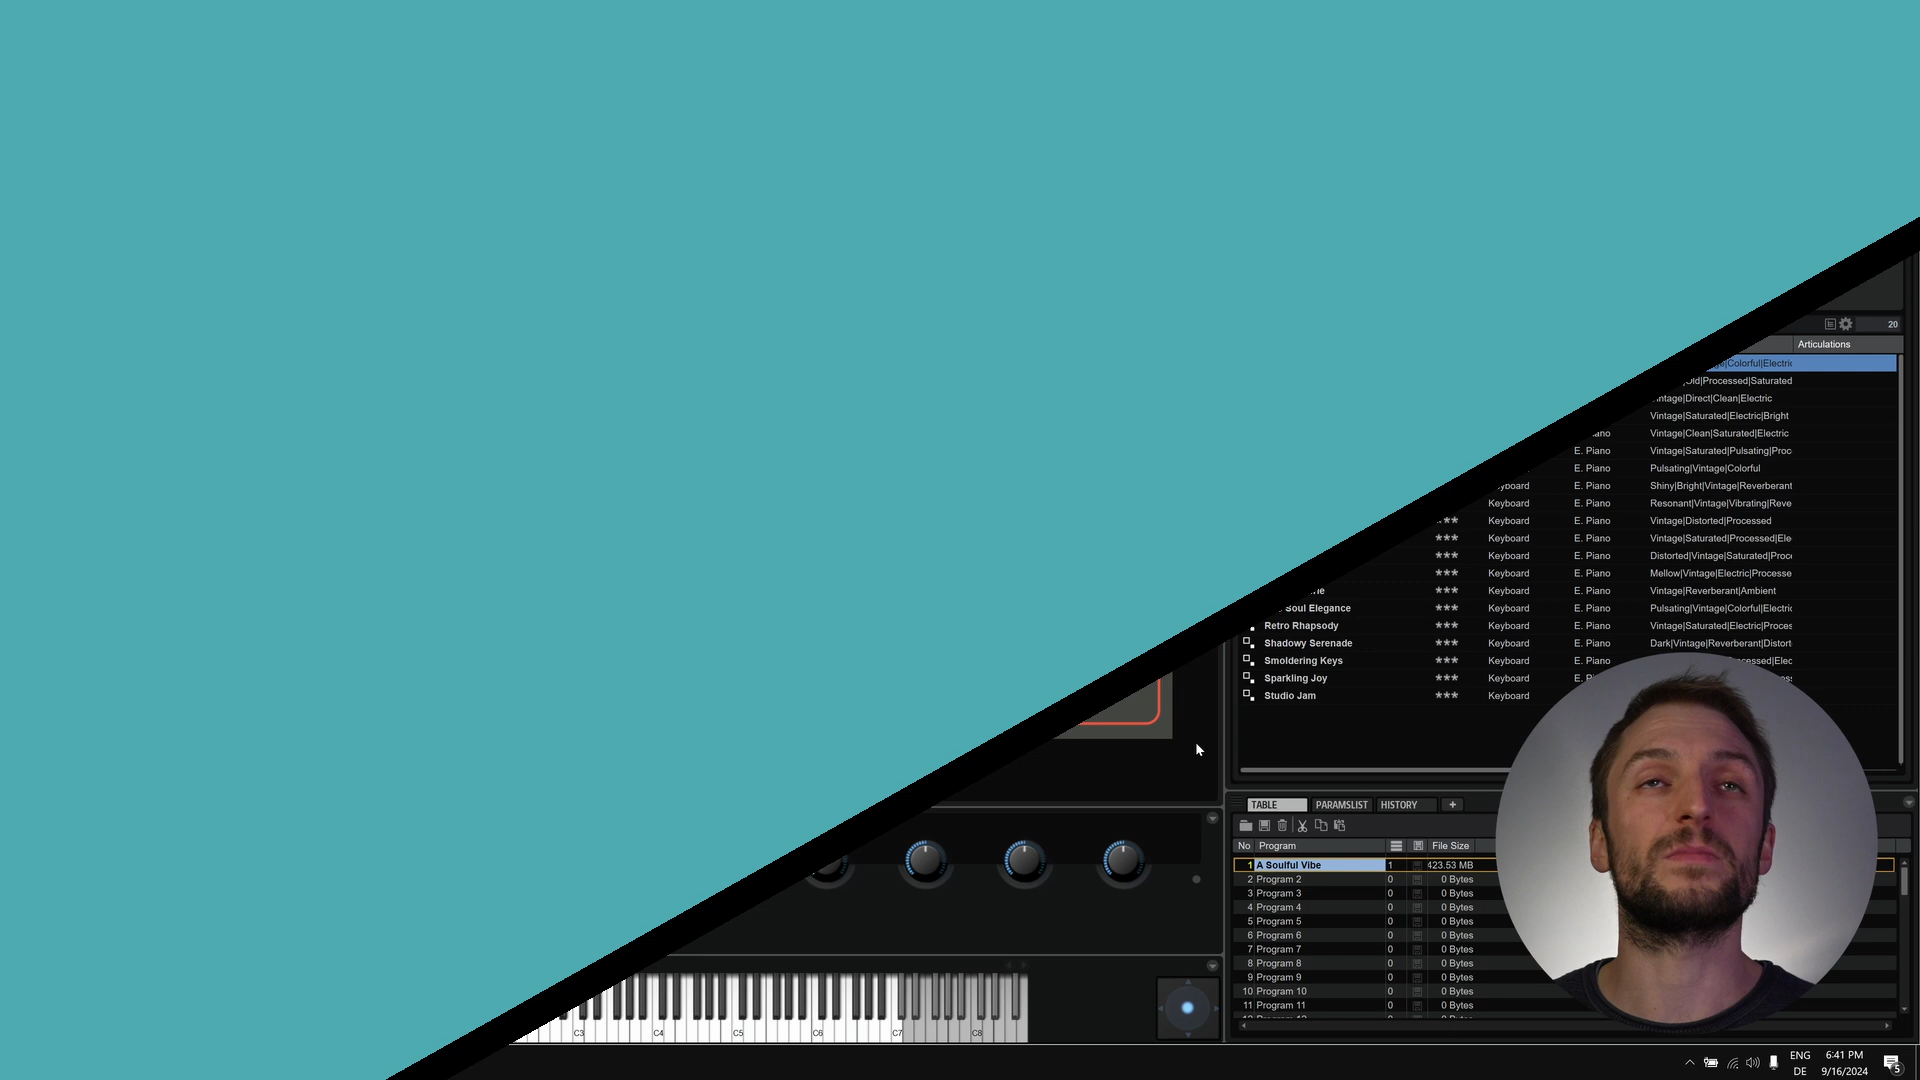 20
Articulations
Colorful|Electric
Old|Processed|Saturated
Vintage|Direct|Clean|Electric
Vintage|Saturated|Electric|Bright
Vintage|Clean|Saturated|Electric
E. Piano Vintage|Saturated|Pulsating|Proc
E. Piano Pulsating|Vintage|Colorful
Keyboard E. Piano Shiny|Bright|Vintage|Reverberant
Keyboard E. Piano Resonant|Vintage|Vibrating|Reve
*** Keyboard E. Piano Vintage|Distorted|Processed
*** Keyboard E. Piano Vintage|Saturated|Processed|Ele
*** Keyboard E. Piano Distorted|Vintage|Saturated|Proc
*** Keyboard E. Piano Mellow|Vintage|Electric|Processe
*** Keyboard E. Piano Vintage|Reverberant|Ambient
Soul Elegance *** Keyboard E. Piano Pulsating|Vintage|Colorful|Electric
Retro Rhapsody *** Keyboard E. Piano Vintage|Saturated|Electric|Proces
Shadowy Serenade *** Keyboard E. Piano Dark|Vintage|Reverberant|Distort
Smoldering Keys *** Keyboard E. Piano
Sparkling Joy *** Keyboard
Studio Jam *** Keyboard
TABLE PARAMSLIST HISTORY +
No Program File Size
1 A Soulful Vibe 1 423.53 MB
2 Program 2 0 0 Bytes
3 Program 3 0 0 Bytes
4 Program 4 0 0 Bytes
5 Program 5 0 0 Bytes
6 Program 6 0 0 Bytes
7 Program 7 0 0 Bytes
8 Program 8 0 0 Bytes
9 Program 9 0 0 Bytes
10 Program 10 0 0 Bytes
11 Program 11 0 0 Bytes
C3 C4 C5 C6 C7 C8
ENG 6:41 PM
DE 9/16/2024 5